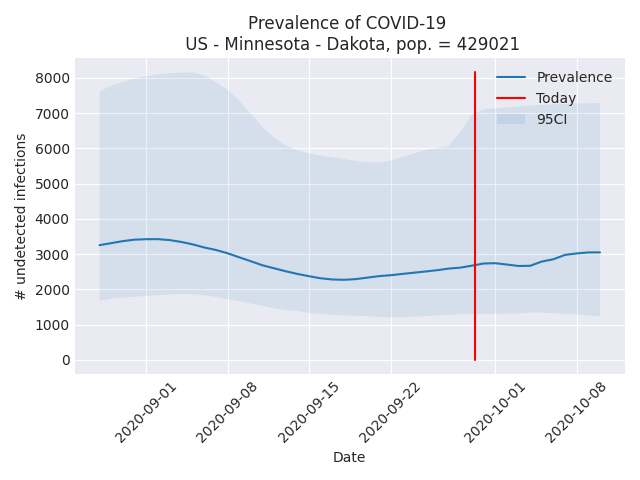 Prevalence of COVID-19
US - Minnesota - Dakota, pop. = 429021
Prevalence
Today
95CI
# undetected infections
8000
7000
6000
5000
4000
3000
2000
1000
0
2020-09-01
2020-09-08
2020-09-15
2020-09-22
2020-10-01
2020-10-08
Date